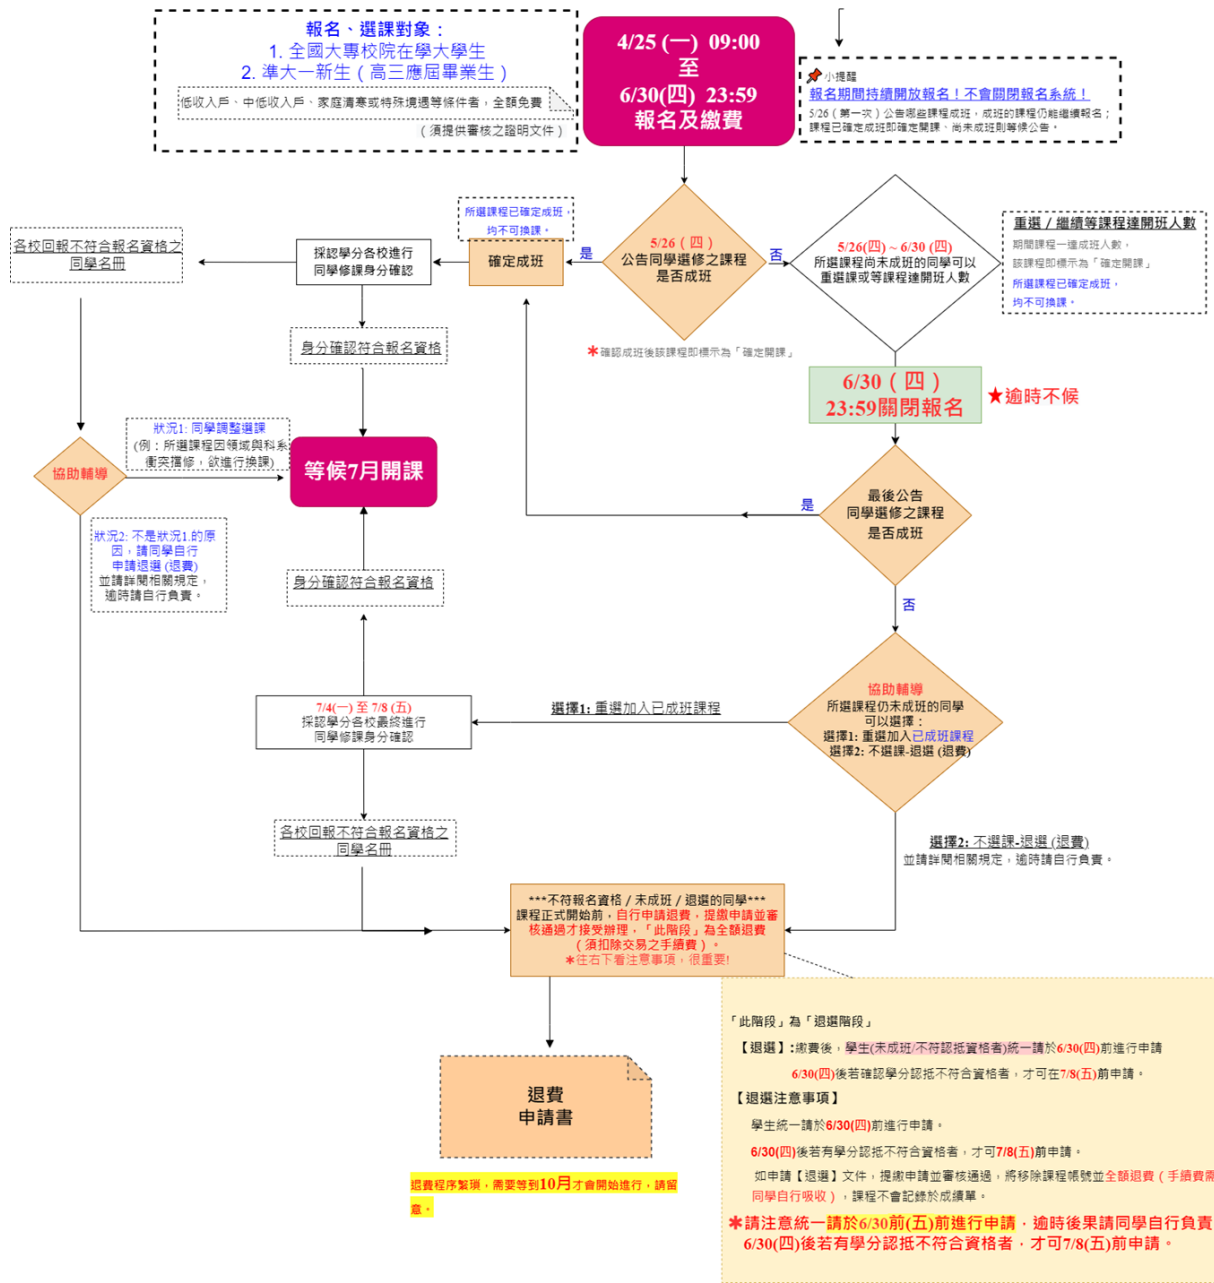 報名、選課對象：
1. 全國大專校院在學大學生
2. 準大一新生（高三應屆畢業生）
低收入戶、中低收入戶、家庭清寒或特殊境遇等條件者，全額免費
（須提供審核之證明文件）
4/25 (一) 09:00
至
6/30(四) 23:59
報名及繳費
小提醒
報名期間持續開放報名！不會關閉報名系統！
5/26（第一次）公告哪些課程成班，成班的課程仍能繼續報名；
課程已確定成班即確定開課、尚未成班則等候公告。
各校回報不符合報名資格之
同學名冊
採認學分各校進行
同學修課身分確認
所選課程已確定成班，
均不可換課。
確定成班
是
5/26（四）
公告同學選修之課程
是否成班
否
5/26(四)~ 6/30 (四)
所選課程尚未成班的同學可以
重選課或等課程達開班人數
重選 / 繼續等課程達開班人數
期間課程一達成班人數，
該課程即標示為「確定開課」
所選課程已確定成班，
均不可換課。
身分確認符合報名資格
＊確認成班後該課程即標示為「確定開課」
6/30（四）
23:59關閉報名
★逾時不候
狀況1: 同學調整選課
(例：所選課程因領域與科系
衝突擋修，欲進行換課)
協助輔導
等候7月開課
最後公告
同學選修之課程
是否成班
是
狀況2: 不是狀況1.的原
因，請同學自行
申請退選 (退費)
並請詳閱相關規定，
逾時請自行負責。
身分確認符合報名資格
否
7/4(一) 至 7/8 (五)
採認學分各校最終進行
同學修課身分確認
選擇1: 重選加入已成班課程
協助輔導
所選課程仍未成班的同學
可以選擇：
選擇1: 重選加入已成班課程
選擇2: 不選課-退選 (退費)
各校回報不符合報名資格之
同學名冊
選擇2: 不選課-退選 (退費)
並請詳閱相關規定，逾時請自行負責。
***不符報名資格 / 未成班 / 退選的同學***
課程正式開始前，自行申請退費，提繳申請並審
核通過才接受辦理，「此階段」為全額退費
（須扣除交易之手續費）。
＊往右下看注意事項，很重要!
退費
申請書
退費程序繁瑣，需要等到10月才會開始進行，請留
意。
「此階段」為「退選階段」
【退選】:繳費後，學生(未成班/不符認抵資格者)統一請於6/30(四)前進行申請
6/30(四)後若確認學分認抵不符合資格者，才可在7/8(五)前申請。
【退選注意事項】
學生統一請於6/30(四)前進行申請。
6/30(四)後若有學分認抵不符合資格者，才可7/8(五)前申請。
如申請【退選】文件，提繳申請並審核通過，將移除課程帳號並全額退費（手續費需
同學自行吸收），課程不會記錄於成績單。
＊請注意統一請於6/30前(五)前進行申請，逾時後果請同學自行負責
6/30(四)後若有學分認抵不符合資格者，才可7/8(五)前申請。